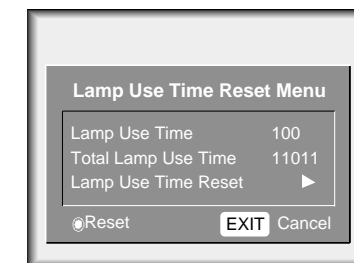 Lamp Use Time Reset Menu
Lamp Use Time 100
Total Lamp Use Time 11011
Lamp Use Time Reset ▶
◉Reset EXIT Cancel